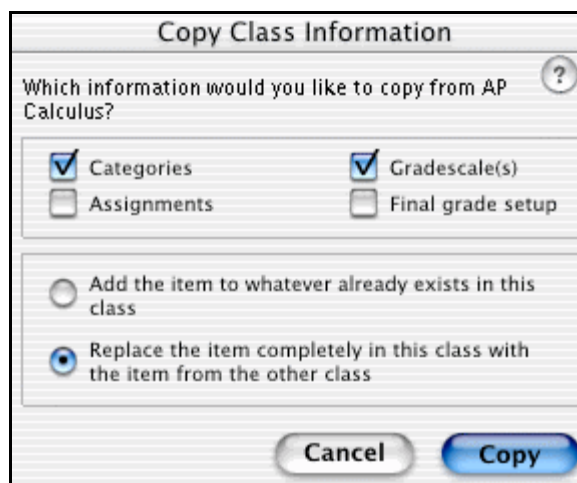 Copy Class Information
?
Which information would you like to copy from AP
Calculus?
Categories
Gradescale(s)
Assignments
Final grade setup
Add the item to whatever already exists in this
class
Replace the item completely in this class with
the item from the other class
Cancel
Copy